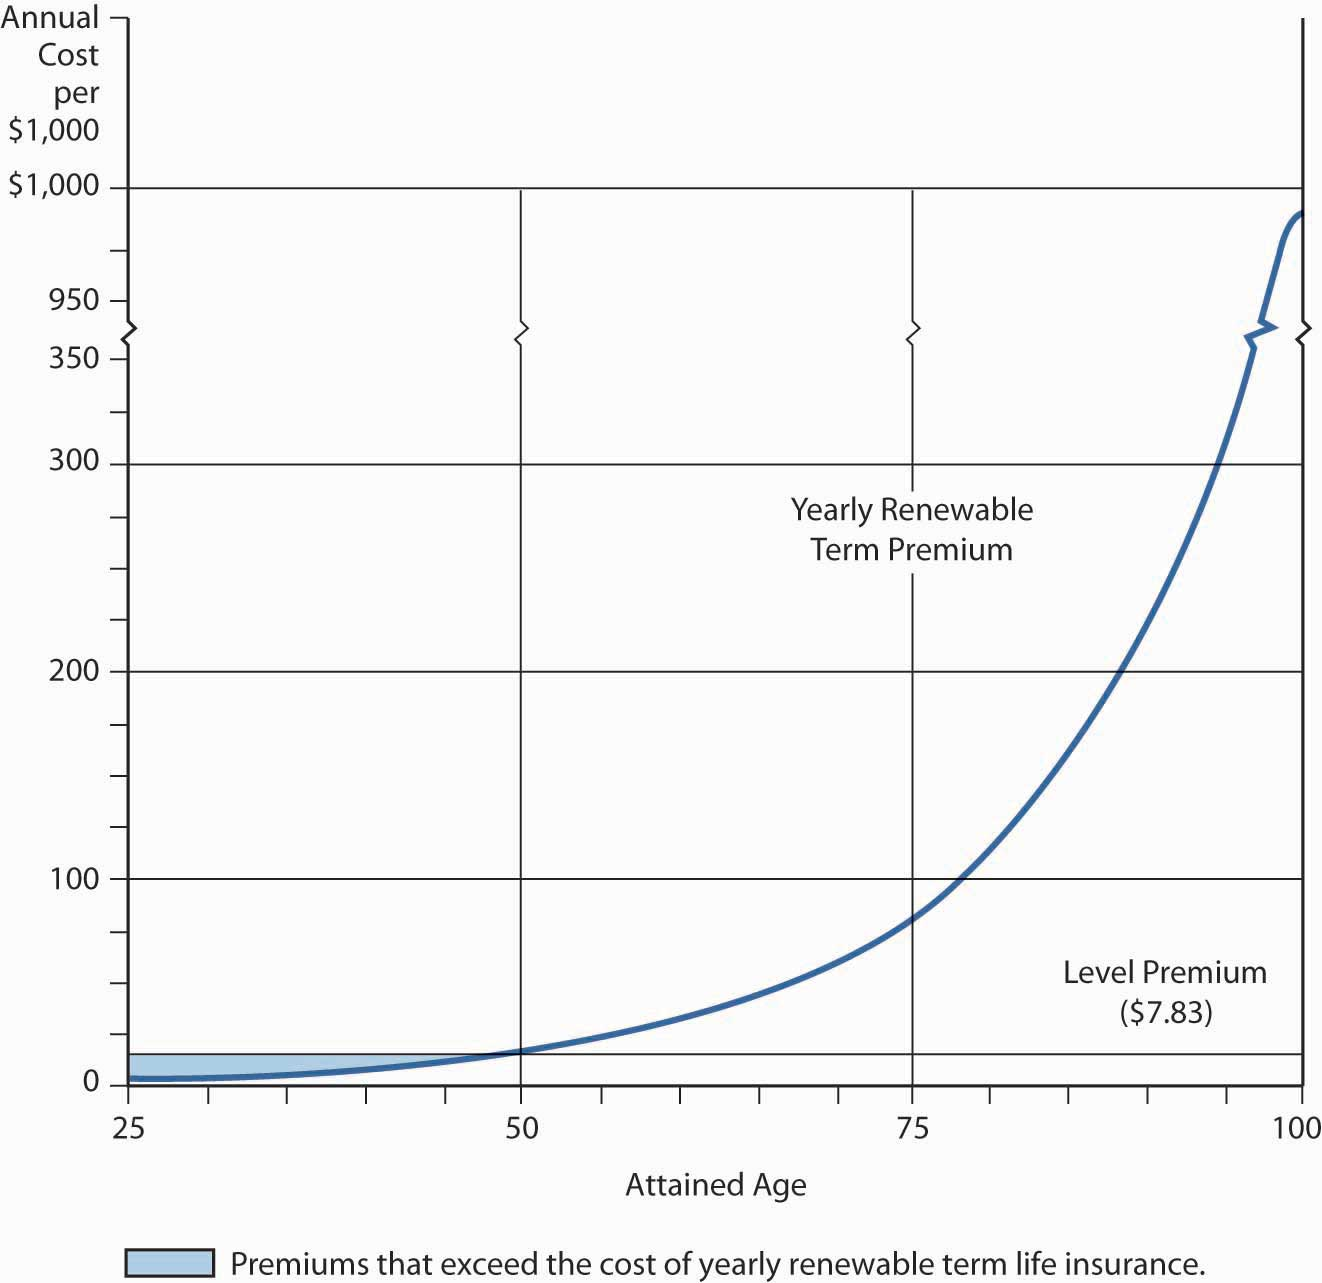 Annual
Cost
per
$1,000
$1,000
950
350
300
Yearly Renewable
Term Premium
200
100
Level Premium
($7.83)
0
25 50 75 100
Attained Age
Premiums that exceed the cost of yearly renewable term life insurance.